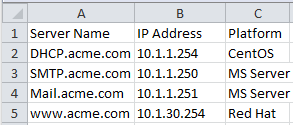 A B C
1 Server Name IP Address Platform
2 DHCP.acme.com 10.1.1.254 CentOS
3 SMTP.acme.com 10.1.1.250 MS Server
4 Mail.acme.com 10.1.1.251 MS Server
5 www.acme.com 10.1.30.254 Red Hat